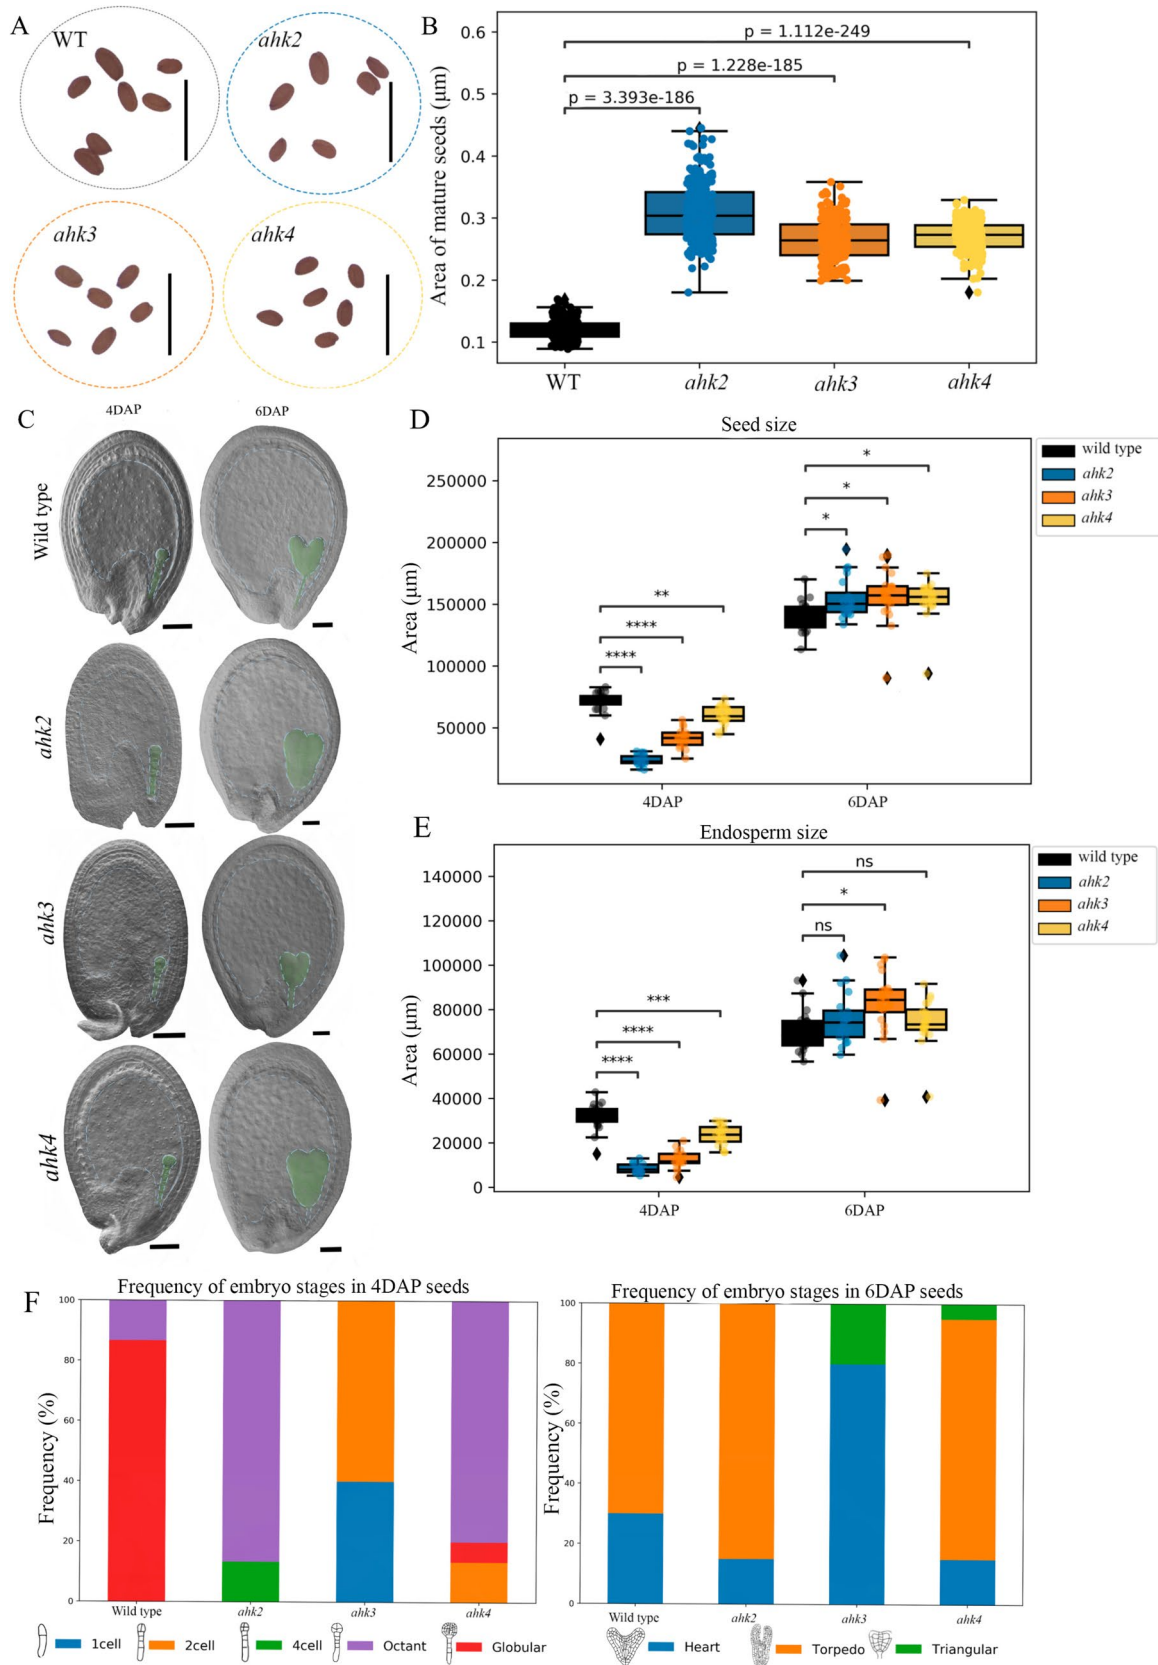 A
WT
ahk2
ahk3
ahk4
B
Area of mature seeds (µm)
0.6
0.5
0.4
0.3
0.2
0.1
p = 1.112e-249
p = 1.228e-185
p = 3.393e-186
WT
ahk2
ahk3
ahk4
C
4DAP
6DAP
Wild type
ahk2
ahk3
ahk4
D
Seed size
Area (µm)
250000
200000
150000
100000
50000
****
****
**
*
*
*
4DAP
6DAP
wild type
ahk2
ahk3
ahk4
E
Endosperm size
Area (µm)
140000
120000
100000
80000
60000
40000
20000
0
****
****
***
ns
*
ns
4DAP
6DAP
wild type
ahk2
ahk3
ahk4
F
Frequency of embryo stages in 4DAP seeds
Frequency (%)
100
80
60
40
20
0
Wild type
ahk2
ahk3
ahk4
1cell
2cell
4cell
Octant
Globular
Frequency of embryo stages in 6DAP seeds
Frequency (%)
100
80
60
40
20
0
Wild type
ahk2
ahk3
ahk4
Heart
Torpedo
Triangular